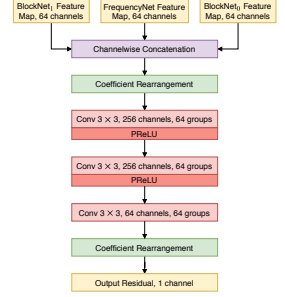 BlockNet₁ Feature
Map, 64 channels
FrequencyNet Feature
Map, 64 channels
BlockNet₀ Feature
Map, 64 channels
Channelwise Concatenation
Coefficient Rearrangement
Conv 3 × 3, 256 channels, 64 groups
PReLU
Conv 3 × 3, 256 channels, 64 groups
PReLU
Conv 3 × 3, 64 channels, 64 groups
Coefficient Rearrangement
Output Residual, 1 channel